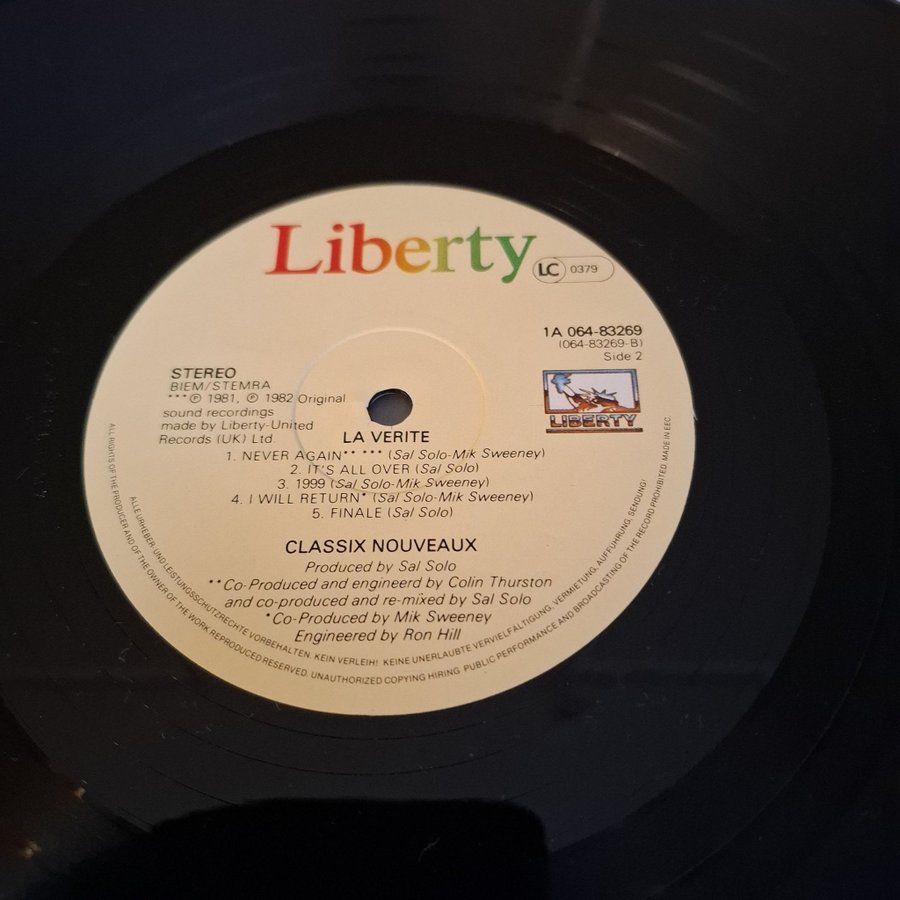 Liberty
LC 0379
1A 064-83269
(064-83269-B)
Side 2
LIBERTY
STEREO
BIEM/STEMRA
*** ℗ 1981, ℗ 1982 Original
sound recordings
made by Liberty-United
Records (UK) Ltd.
LA VERITE
1. NEVER AGAIN** *** (Sal Solo-Mik Sweeney)
2. IT'S ALL OVER (Sal Solo)
3. 1999 (Sal Solo-Mik Sweeney)
4. I WILL RETURN* (Sal Solo-Mik Sweeney)
5. FINALE (Sal Solo)
CLASSIX NOUVEAUX
Produced by Sal Solo
**Co-Produced and engineerd by Colin Thurston
and co-produced and re-mixed by Sal Solo
*Co-Produced by Mik Sweeney
Engineered by Ron Hill
ALLE URHEBER- UND LEISTUNGSSCHUTZRECHTE VORBEHALTEN. KEIN VERLEIH! KEINE UNERLAUBTE VERVIELFÄLTIGUNG, VERMIETUNG, AUFFÜHRUNG, SENDUNG!
ALL RIGHTS OF THE PRODUCER AND OF THE OWNER OF THE WORK REPRODUCED RESERVED. UNAUTHORIZED COPYING HIRING PUBLIC PERFORMANCE AND BROADCASTING OF THE RECORD PROHIBITED. MADE IN EEC.